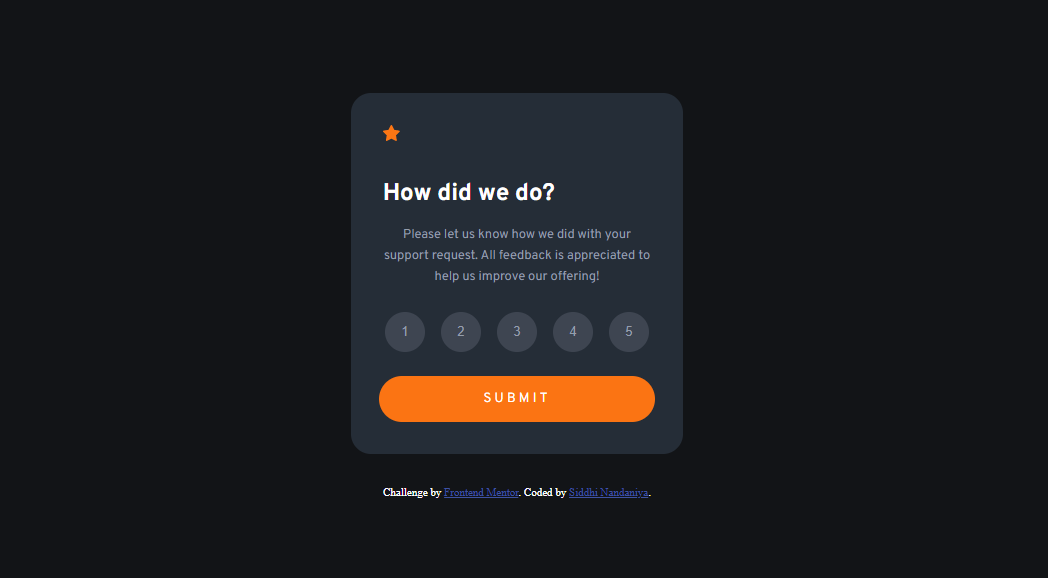 How did we do?
Please let us know how we did with your
support request. All feedback is appreciated to
help us improve our offering!
1 2 3 4 5
SUBMIT
Challenge by Frontend Mentor. Coded by Siddhi Nandaniya.